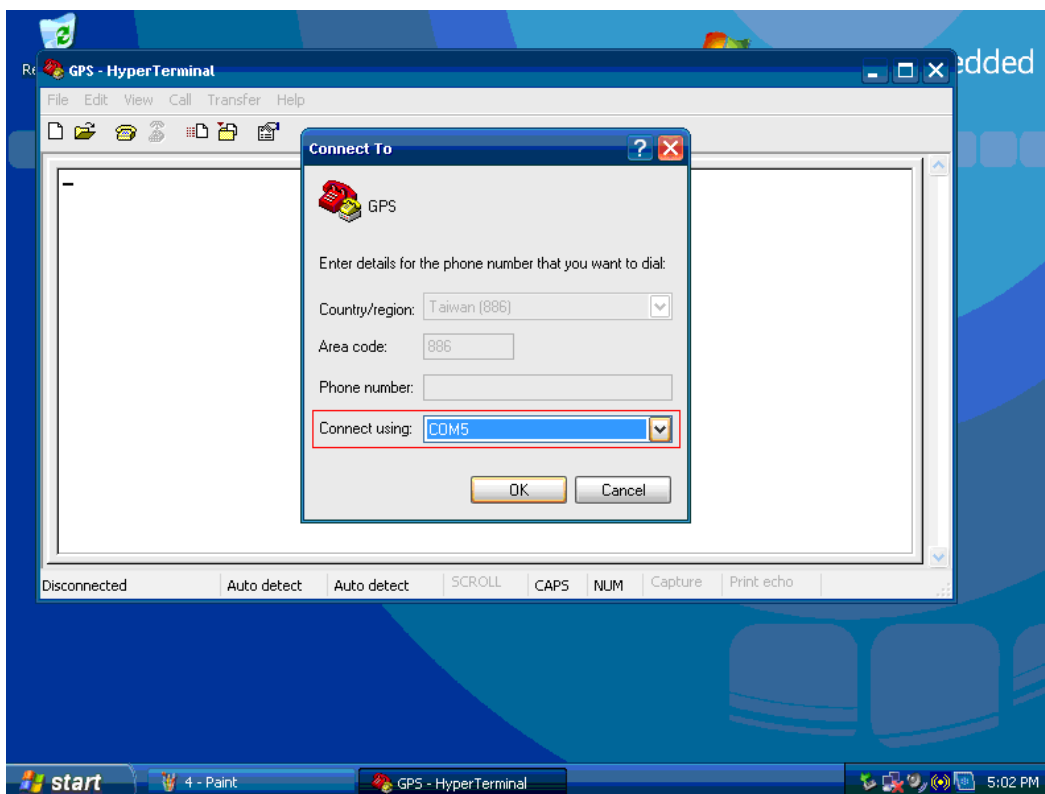 Re
edded
GPS - HyperTerminal
File Edit View Call Transfer Help
Connect To
GPS
Enter details for the phone number that you want to dial:
Country/region: Taiwan (886)
Area code: 886
Phone number:
Connect using: COM5
OK Cancel
Disconnected Auto detect Auto detect SCROLL CAPS NUM Capture Print echo
start 4 - Paint GPS - HyperTerminal 5:02 PM